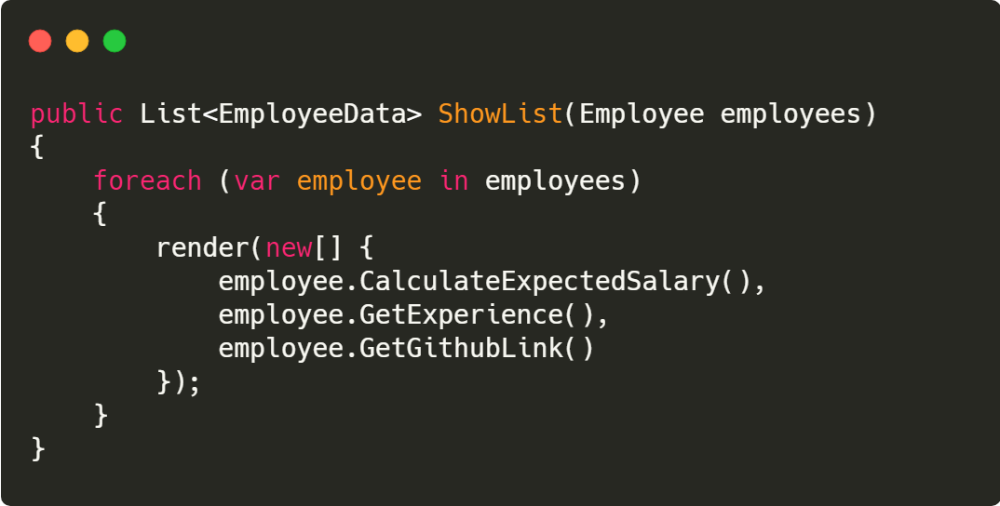 public List<EmployeeData> ShowList(Employee employees)
{
    foreach (var employee in employees)
    {
        render(new[] {
            employee.CalculateExpectedSalary(),
            employee.GetExperience(),
            employee.GetGithubLink()
        });
    }
}